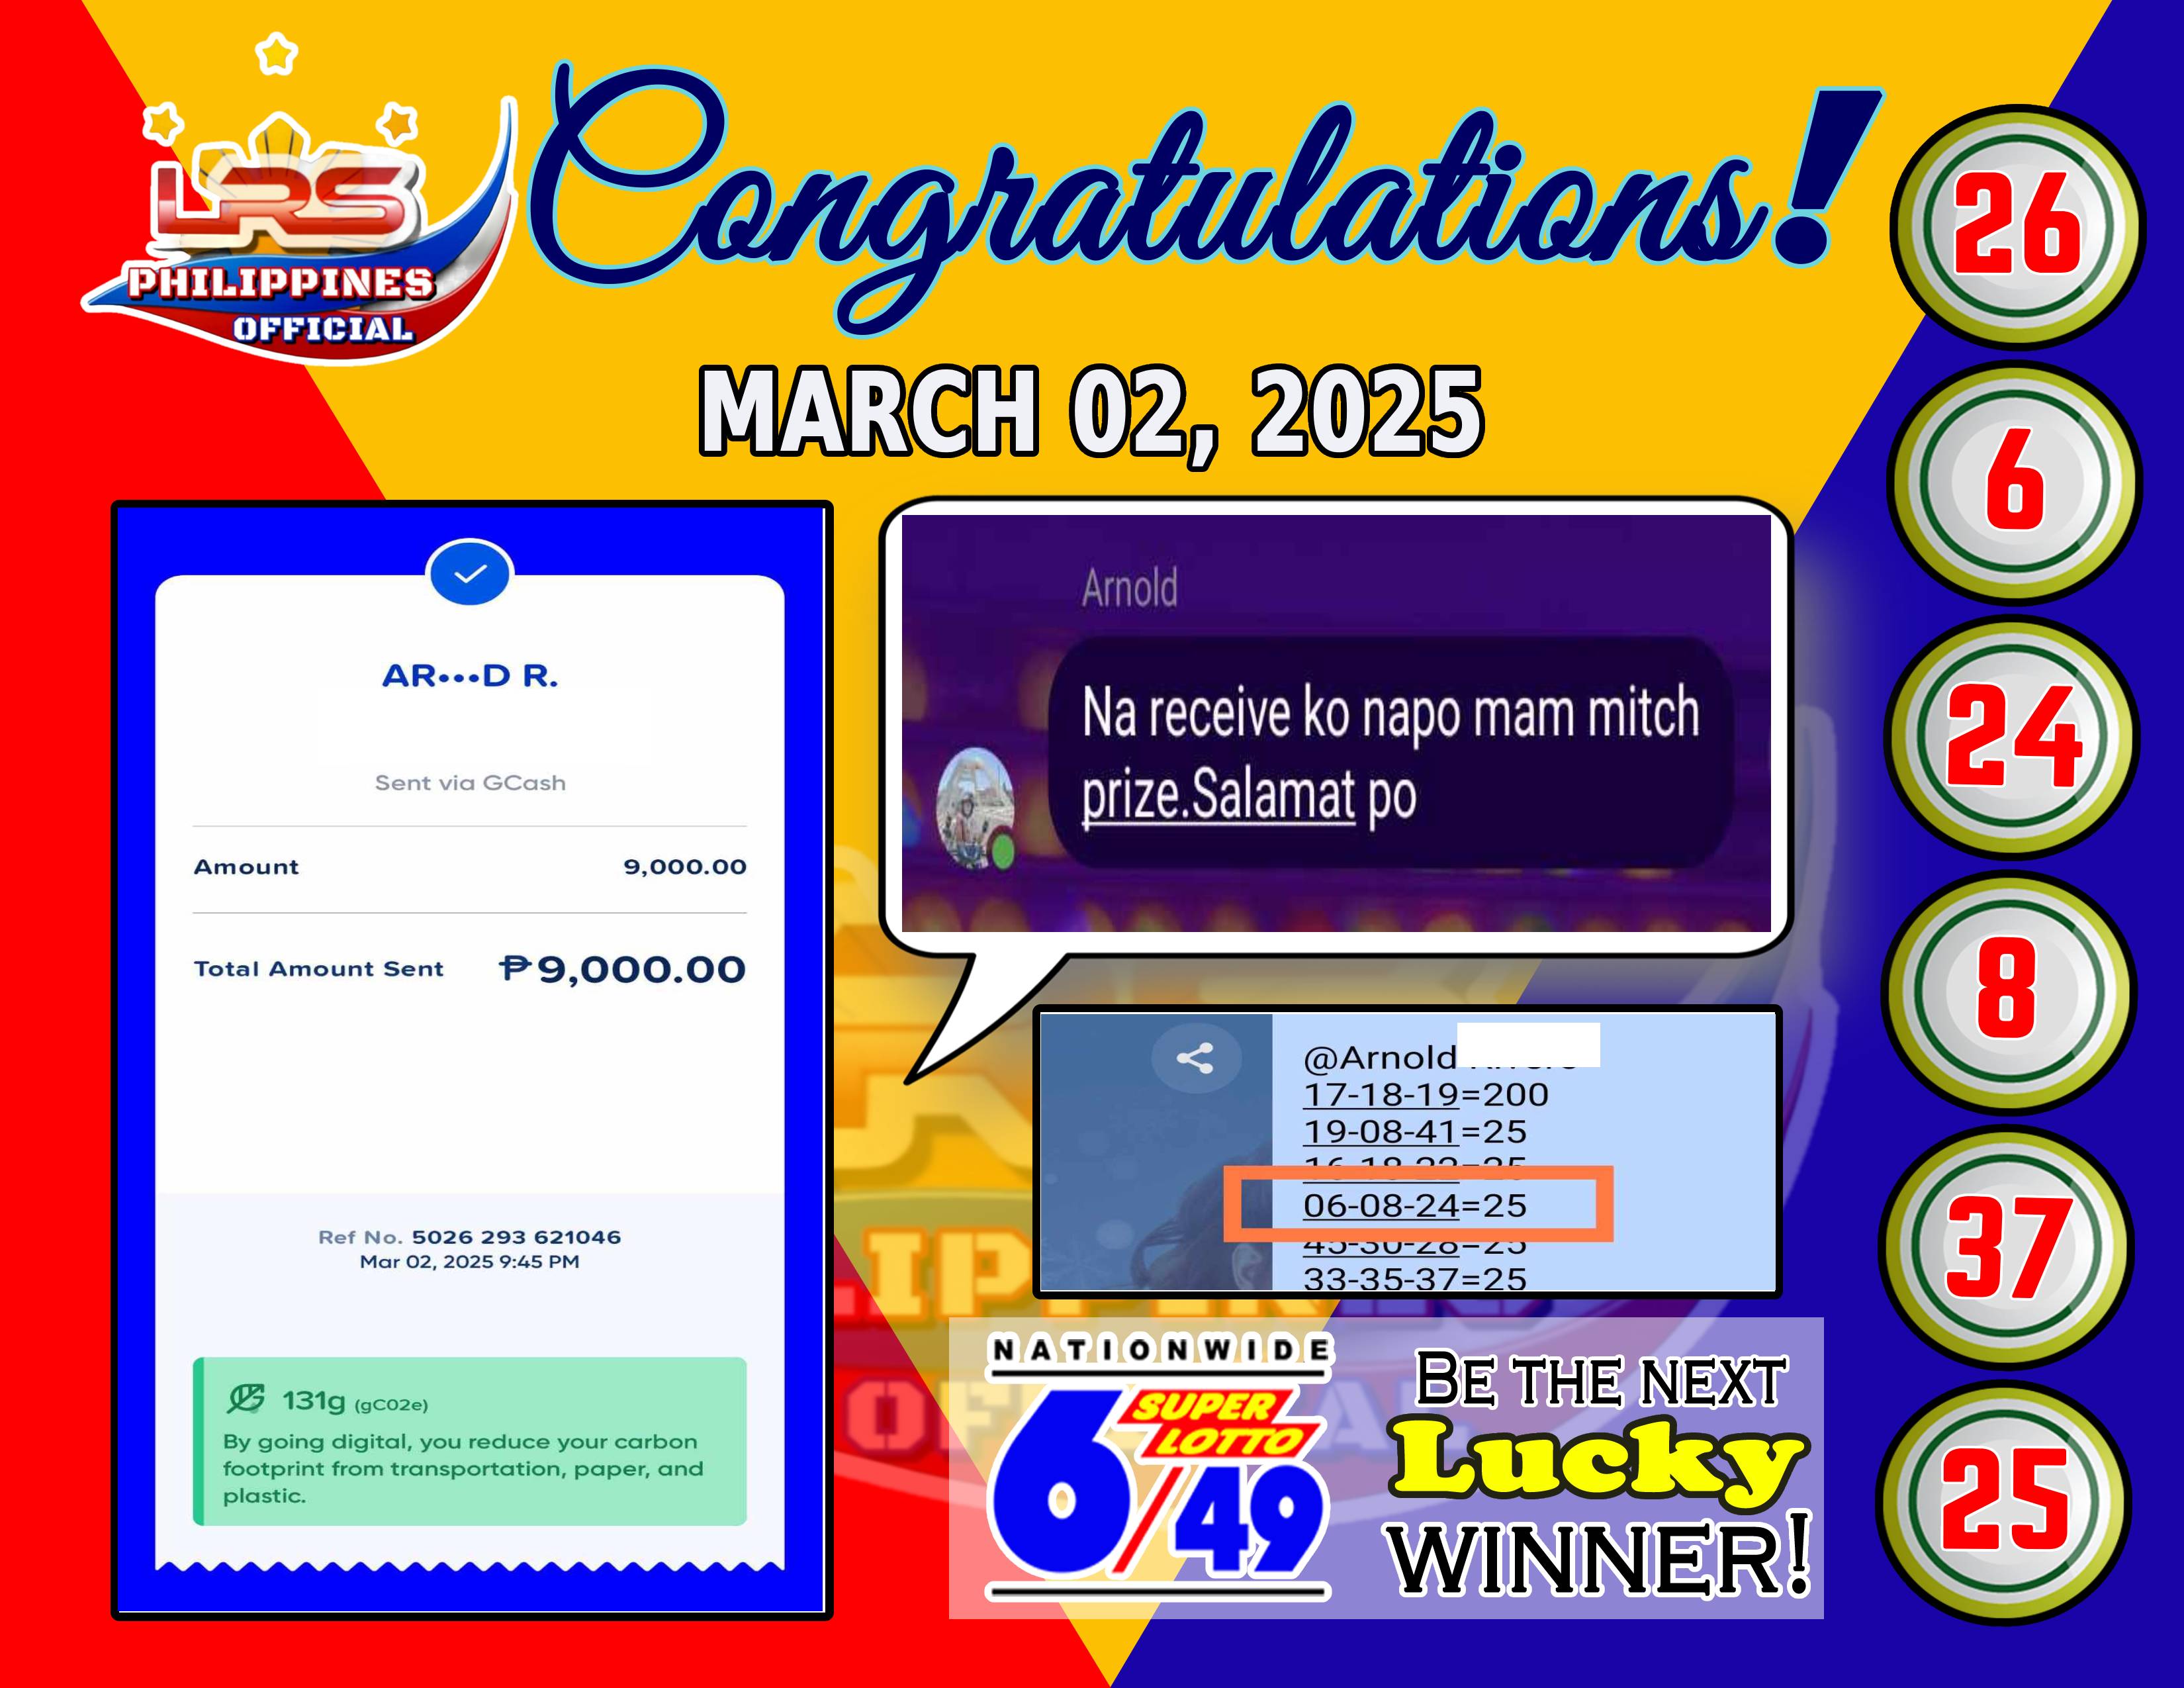 LRS
PHILIPPINES
OFFICIAL
Congratulations!
MARCH 02, 2025
AR•••D R.
Sent via GCash
Amount 9,000.00
Total Amount Sent ₱9,000.00
Ref No. 5026 293 621046
Mar 02, 2025 9:45 PM
131g (gCO2e)
By going digital, you reduce your carbon
footprint from transportation, paper, and
plastic.
Arnold
Na receive ko napo mam mitch
prize.Salamat po
@Arnold
17-18-19=200
19-08-41=25
06-08-24=25
45-30-28=25
33-35-37=25
NATIONWIDE
SUPER
LOTTO
6/49
BE THE NEXT
Lucky
WINNER!
26
6
24
8
37
25